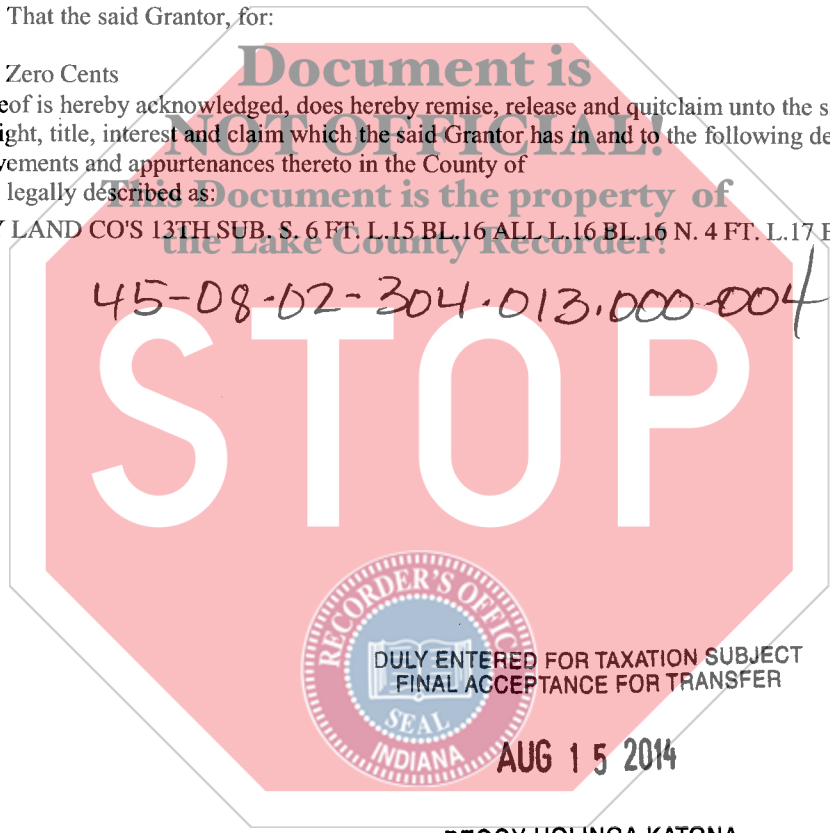 That the said Grantor, for:
Document is
Zero Cents
eof is hereby acknowledged, does hereby remise, release and quitclaim unto the s
ight, title, interest and claim which the said Grantor has in and to the following de
NOT OFFICIAL!
vements and appurtenances thereto in the County of
legally described as:
This Document is the property of
LAND CO'S 13TH SUB. S. 6 FT. L.15 BL.16 ALL L.16 BL.16 N. 4 FT. L.17
the Lake County Recorder!
45-08-02-304.013.000-004
STOP
RECORDER'S OFFICE
DULY ENTERED FOR TAXATION SUBJECT
FINAL ACCEPTANCE FOR TRANSFER
SEAL
INDIANA
AUG 15 2014
PEGGY HOLINGA KATONA